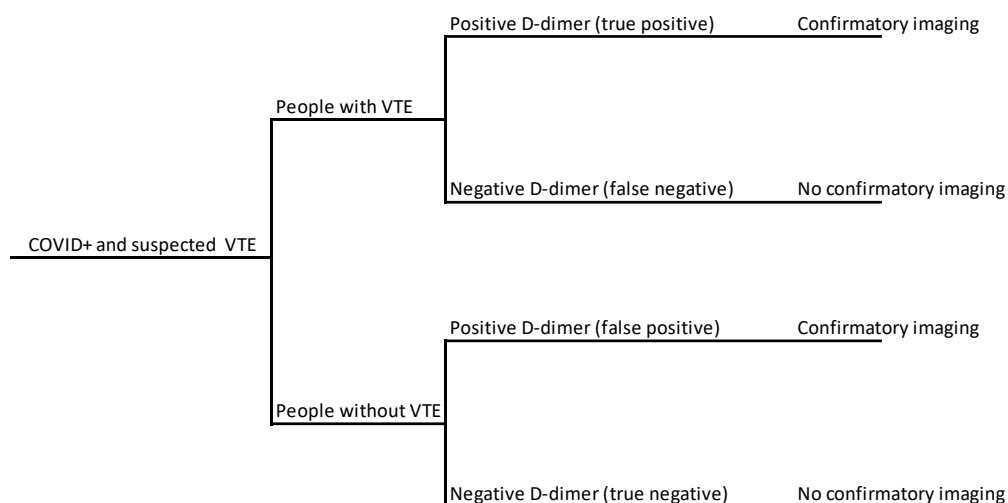 Positive D-dimer (true positive) Confirmatory imaging
People with VTE
Negative D-dimer (false negative) No confirmatory imaging
COVID+ and suspected VTE
Positive D-dimer (false positive) Confirmatory imaging
People without VTE
Negative D-dimer (true negative) No confirmatory imaging